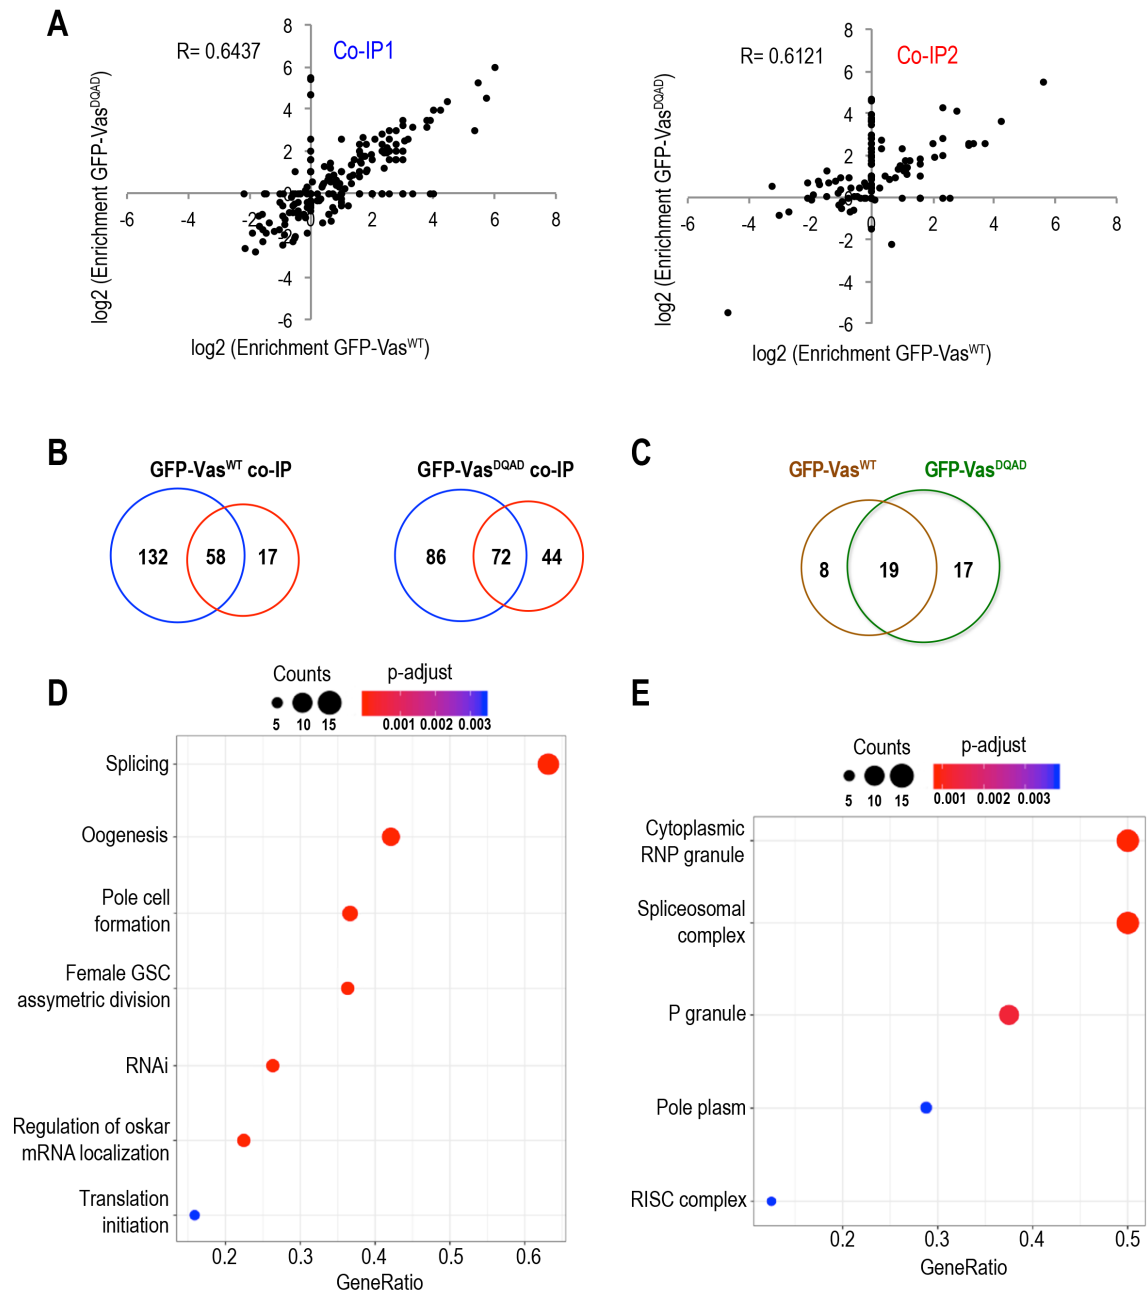 A
R= 0.6437
Co-IP1
log2 (Enrichment GFP-Vas^DQAD)
8
6
4
2
0
-2
-4
-6
-6 -4 -2 0 2 4 6 8
log2 (Enrichment GFP-Vas^WT)
R= 0.6121
Co-IP2
log2 (Enrichment GFP-Vas^DQAD)
8
6
4
2
0
-2
-4
-6
-6 -4 -2 0 2 4 6 8
log2 (Enrichment GFP-Vas^WT)
B
GFP-Vas^WT co-IP
132 58 17
GFP-Vas^DQAD co-IP
86 72 44
C
GFP-Vas^WT
GFP-Vas^DQAD
8 19 17
D
Counts
5 10 15
p-adjust
0.001 0.002 0.003
Splicing
Oogenesis
Pole cell
formation
Female GSC
assymetric division
RNAi
Regulation of oskar
mRNA localization
Translation
initiation
0.2 0.3 0.4 0.5 0.6
GeneRatio
E
Counts
5 10 15
p-adjust
0.001 0.002 0.003
Cytoplasmic
RNP granule
Spliceosomal
complex
P granule
Pole plasm
RISC complex
0.2 0.3 0.4 0.5
GeneRatio